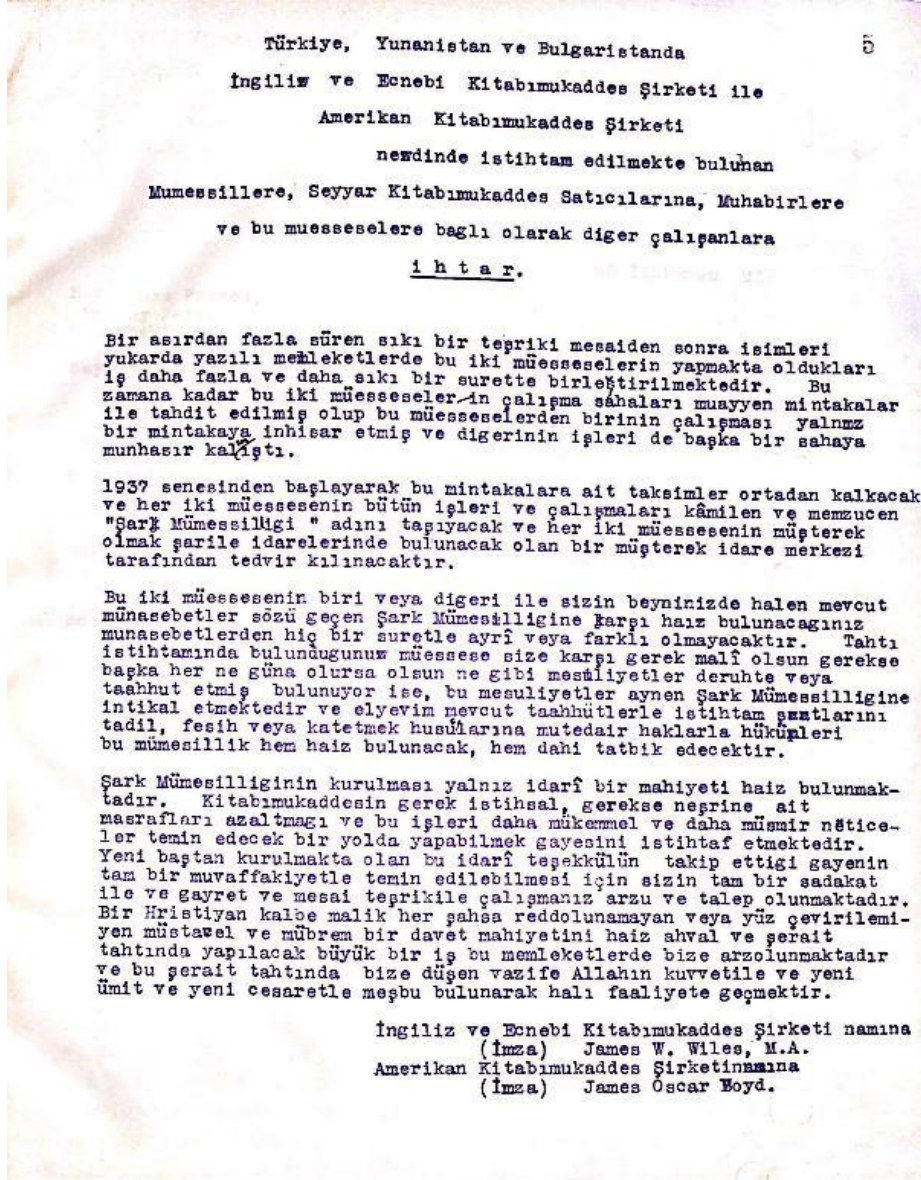 5
Türkiye, Yunanistan ve Bulgaristanda
İngiliz ve Ecnebi Kitabımukaddes Şirketi ile
Amerikan Kitabımukaddes Şirketi
nezdinde istihtam edilmekte bulunan
Mumessillere, Seyyar Kitabımukaddes Satıcılarına, Muhabirlere
ve bu muesseselere baglı olarak diger çalışanlara
i h t a r.
Bir asırdan fazla süren sıkı bir teşriki mesaiden sonra isimleri
yukarda yazılı memleketlerde bu iki müesseselerin yapmakta oldukları
iş daha fazla ve daha sıkı bir surette birleştirilmektedir. Bu
zamana kadar bu iki müesseseler in çalışma sahaları muayyen mintakalar
ile tahdit edilmiş olup bu müesseselerden birinin çalışması yalnız
bir mintakaya inhisar etmiş ve digerinin işleri de başka bir sahaya
munhasır kalıştı.
1937 senesinden başlayarak bu mintakalara ait taksimler ortadan kalkacak
ve her iki müessesenin bütün işleri ve çalışmaları kâmilen ve memzucen
"Şark Mümessilligi " adını taşıyacak ve her iki müessesenin müşterek
olmak şarile idarelerinde bulunacak olan bir müşterek idare merkezi
tarafından tedvir kılınacaktır.
Bu iki müessesenin biri veya digeri ile sizin beyninizde halen mevcut
münasebetler sözü geçen Şark Mümesilligine karşı haiz bulunacagınız
munasebetlerden hiç bir suretle ayrî veya farklı olmayacaktır. Tahtı
istihtamında bulundugunuz müessese size karşı gerek malî olsun gerekse
başka her ne güna olursa olsun ne gibi mesuliyetler deruhte veya
taahhut etmiş bulunuyor ise, bu mesuliyetler aynen Şark Mümessilligine
intikal etmektedir ve elyevim mevcut taahhütlerle istihtam şartlarını
tadil, fesih veya katetmek husularına mutedair haklarla hükümleri
bu mümesillik hem haiz bulunacak, hem dahi tatbik edecektir.
Şark Mümesilliginin kurulması yalnız idarî bir mahiyeti haiz bulunmak-
tadır. Kitabımukaddesin gerek istihsal, gerekse neşrine ait
masrafları azaltmagı ve bu işleri daha mükemmel ve daha müsmir nëtice-
ler temin edecek bir yolda yapabilmek gayesini istihtaf etmektedir.
Yeni baştan kurulmakta olan bu idarî teşekkülün takip ettigi gayenin
tam bir muvaffakiyetle temin edilebilmesi için sizin tam bir sadakat
ile ve gayret ve mesai teşrikile çalışmanız arzu ve talep olunmaktadır.
Bir Hristiyan kalbe malik her şahsa reddolunamayan veya yüz çevirilemi-
yen müstacel ve mübrem bir davet mahiyetini haiz ahval ve şerait
tahtında yapılacak büyük bir iş bu memleketlerde bize arzolunmaktadır
ve bu şerait tahtında bize düşen vazife Allahın kuvvetile ve yeni
ümit ve yeni cesaretle meşbu bulunarak halı faaliyete geçmektir.
İngiliz ve Ecnebi Kitabımukaddes Şirketi namına
(İmza) James W. Wiles, M.A.
Amerikan Kitabımukaddes Şirketinamına
(İmza) James Oscar Boyd.